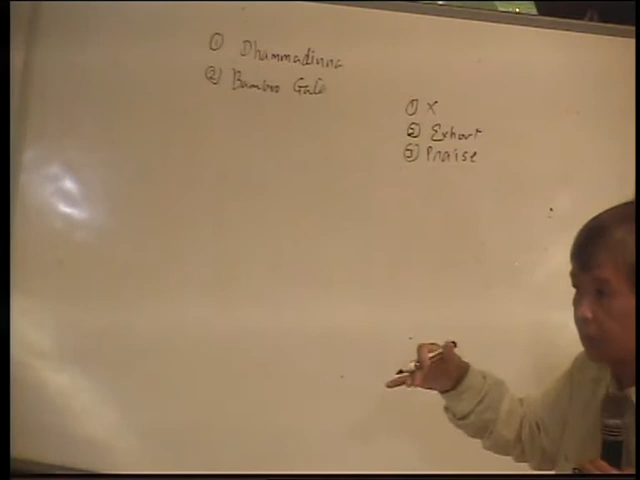 ① Dhammadinna
② Bamboo Gate
① X
② Exhort
③ Praise